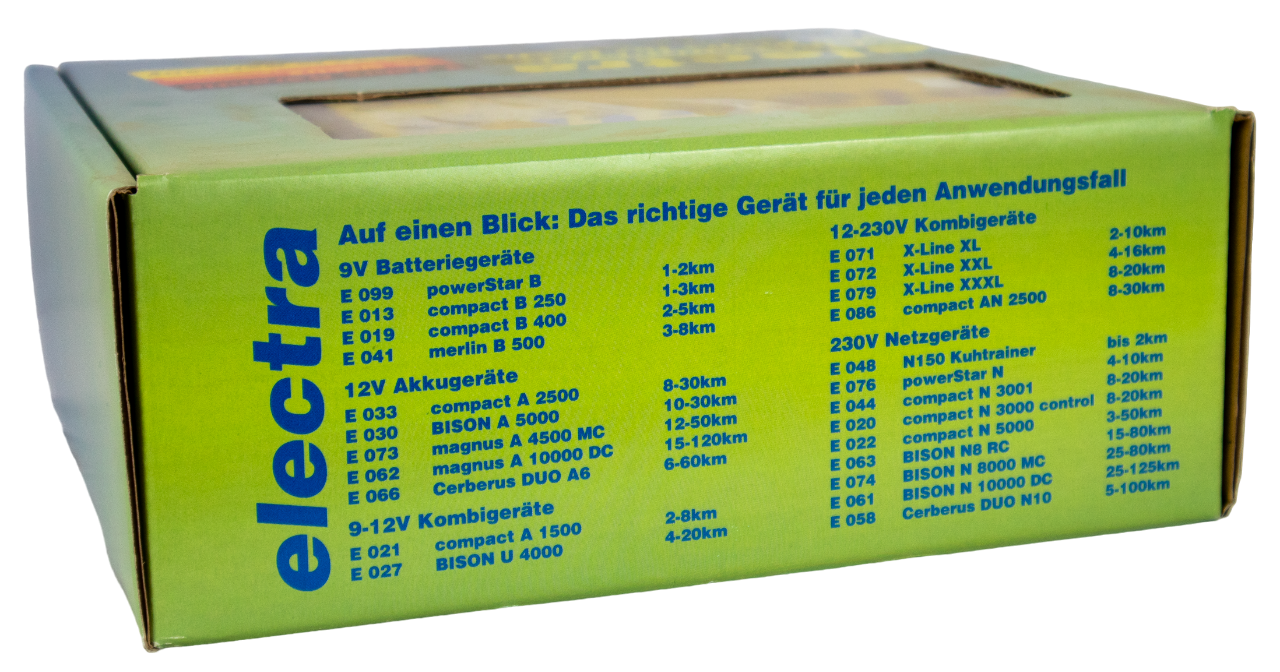 electra
Auf einen Blick: Das richtige Gerät für jeden Anwendungsfall
9V Batteriegeräte
E 099 powerStar B 1-2km
E 013 compact B 250 1-3km
E 019 compact B 400 2-5km
E 041 merlin B 500 3-8km
12V Akkugeräte
E 033 compact A 2500 8-30km
E 030 BISON A 5000 10-30km
E 073 magnus A 4500 MC 12-50km
E 062 magnus A 10000 DC 15-120km
E 066 Cerberus DUO A6 6-60km
9-12V Kombigeräte
E 021 compact A 1500 2-8km
E 027 BISON U 4000 4-20km
12-230V Kombigeräte
E 071 X-Line XL 2-10km
E 072 X-Line XXL 4-16km
E 079 X-Line XXXL 8-20km
E 086 compact AN 2500 8-30km
230V Netzgeräte
E 048 N150 Kuhtrainer bis 2km
E 076 powerStar N 4-10km
E 044 compact N 3001 8-20km
E 020 compact N 3000 control 8-20km
E 022 compact N 5000 3-50km
E 063 BISON N8 RC 15-80km
E 074 BISON N 8000 MC 25-80km
E 061 BISON N 10000 DC 25-125km
E 058 Cerberus DUO N10 5-100km